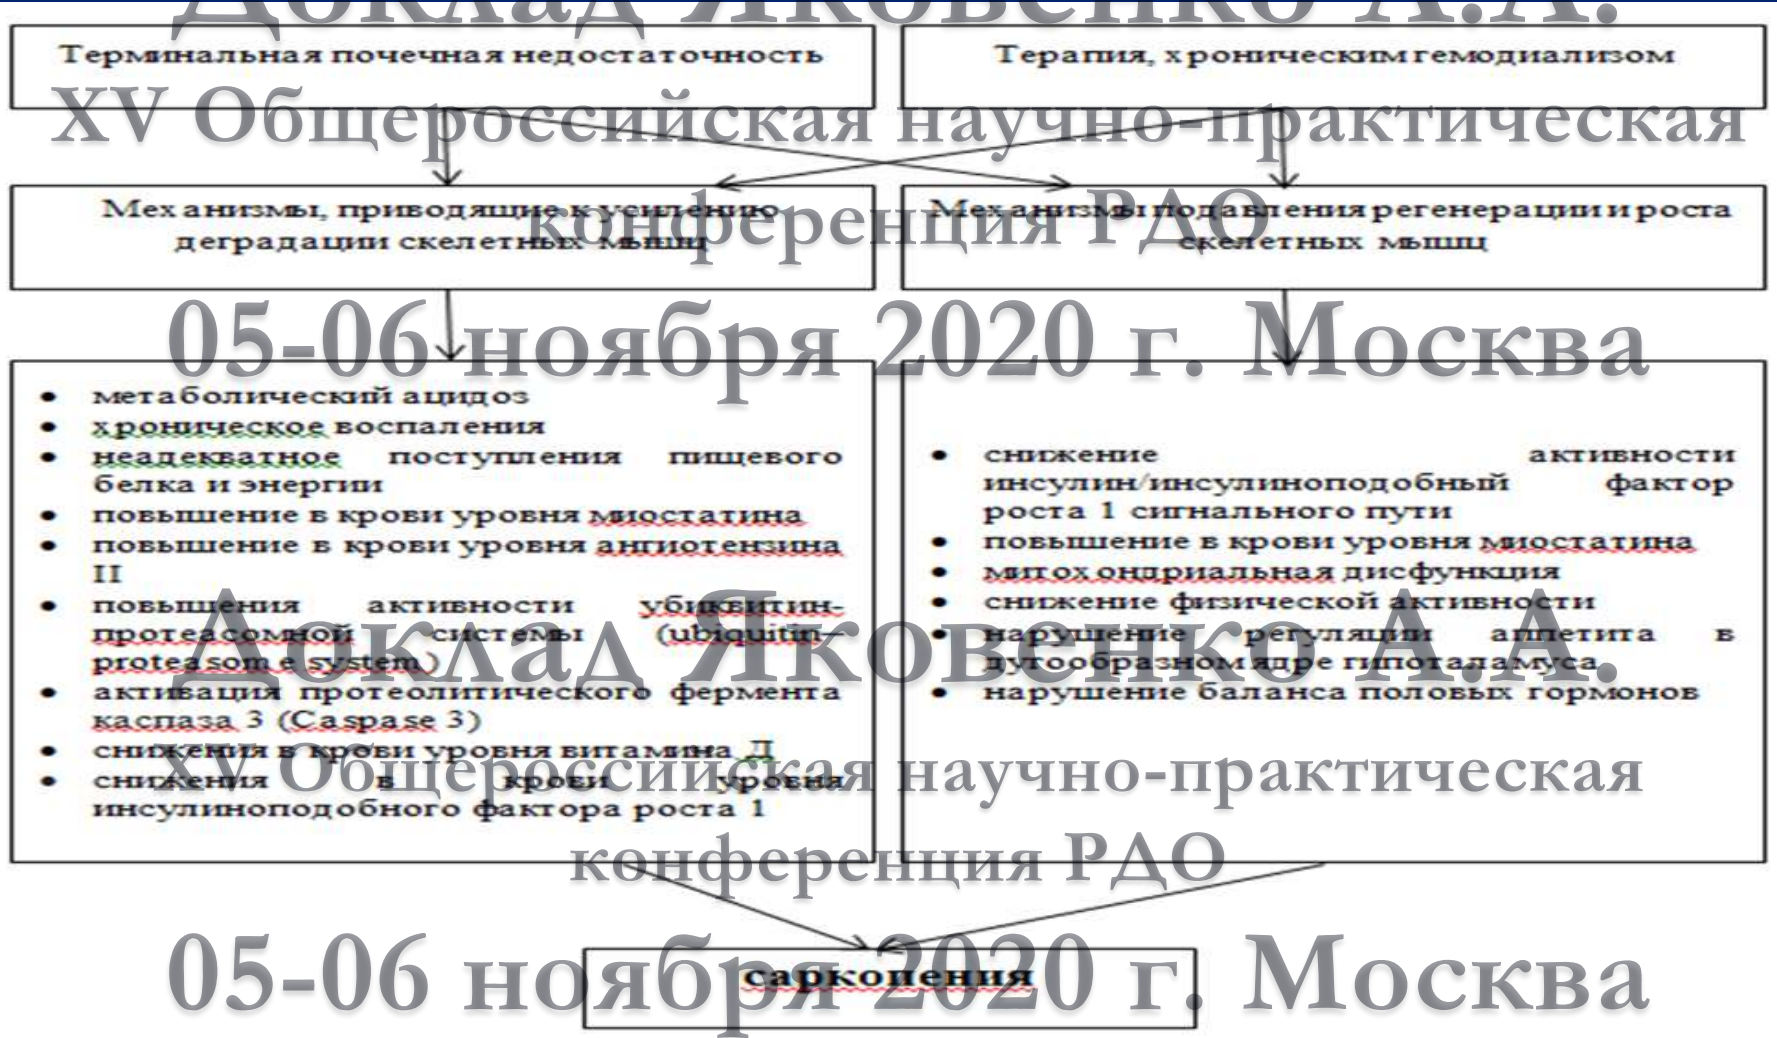 Доклад Яковенко А.А.
Терминальная почечная недостаточность
Терапия, хроническим гемодиализом
XV Общероссийская научно-практическая
конференция РДО
Механизмы, приводящие к усилению
деградации скелетных мышц
Механизмы подавления регенерации и роста
скелетных мышц
05-06 ноября 2020 г. Москва
• метаболический ацидоз
• хроническое воспаления
• неадекватное поступления пищевого
белка и энергии
• повышение в крови уровня миостатина
• повышение в крови уровня ангиотензина
II
• повышения активности убиквитин-
протеасомной системы (ubiquitin–
proteasome system)
• активация протеолитического фермента
каспаза 3 (Caspase 3)
• снижения в крови уровня витамина Д
• снижения в крови уровня
инсулиноподобного фактора роста 1
• снижение активности
инсулин/инсулиноподобный фактор
роста 1 сигнального пути
• повышение в крови уровня миостатина
• митохондриальная дисфункция
• снижение физической активности
• нарушение регуляции аппетита в
дугообразном ядре гипоталамуса
• нарушение баланса половых гормонов
Доклад Яковенко А.А.
XV Общероссийская научно-практическая
конференция РДО
05-06 ноября 2020 г. Москва
саркопения